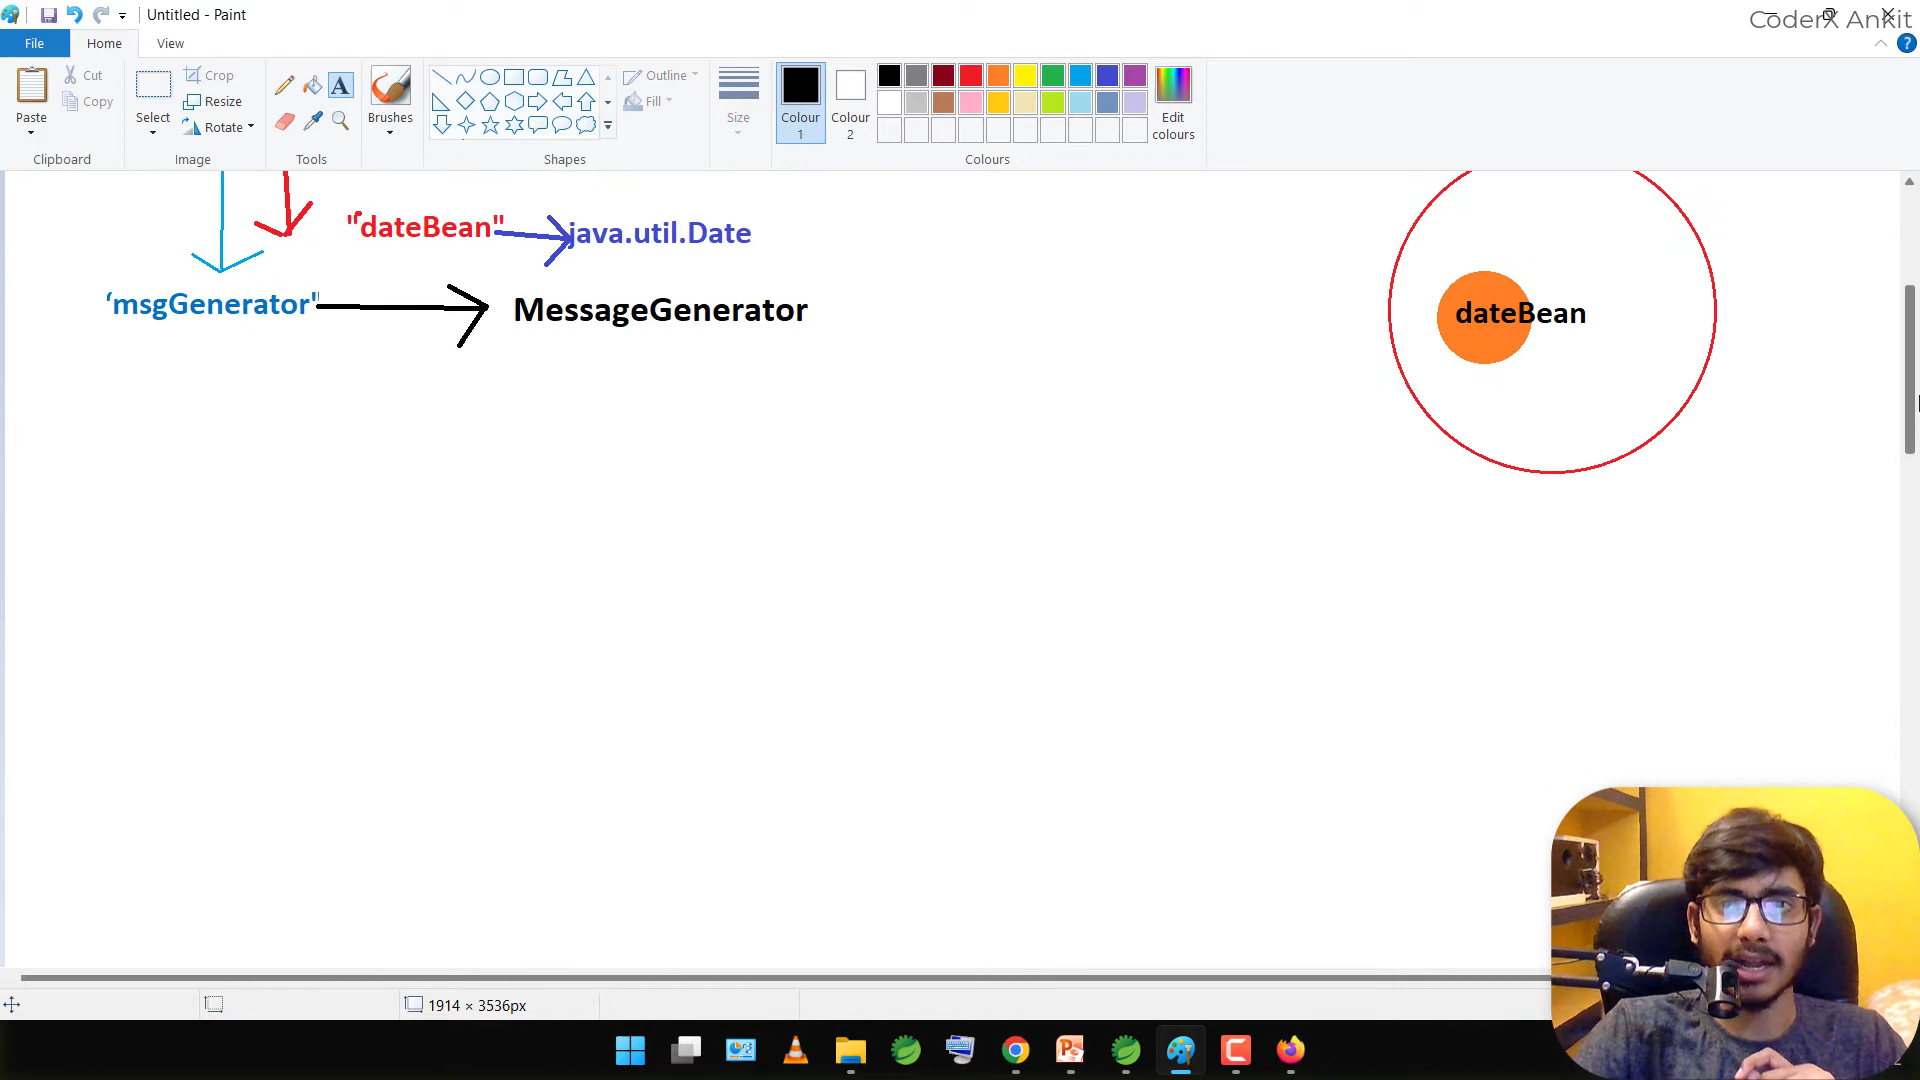 Untitled - Paint
CoderX Ankit
File
Home
View
Paste
Cut
Copy
Clipboard
Select
Crop
Resize
Rotate
Image
Tools
Brushes
Shapes
Outline
Fill
Size
Colour 1
Colour 2
Edit colours
Colours
"dateBean"
java.util.Date
"msgGenerator"
MessageGenerator
dateBean
1914 × 3536px